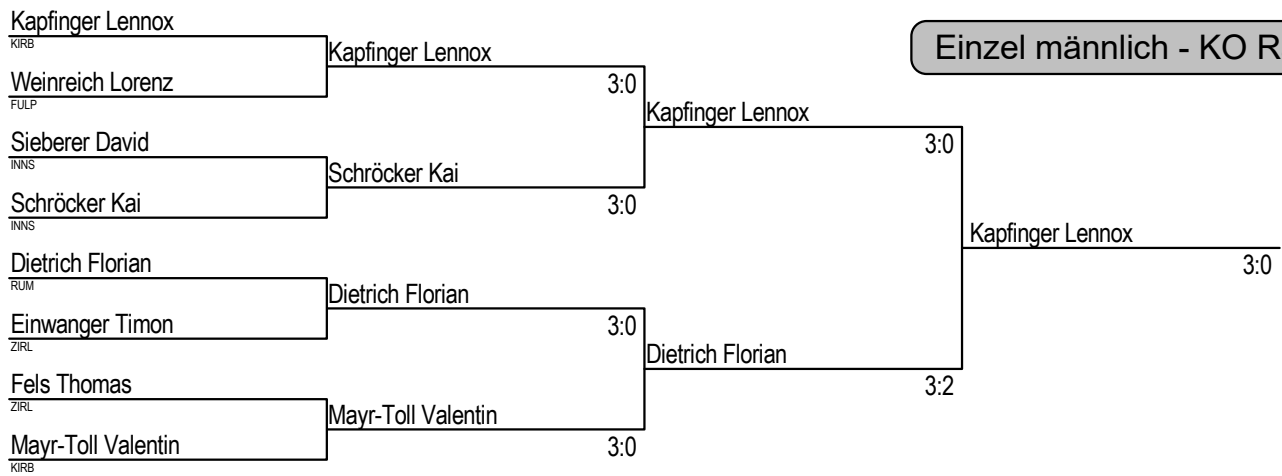 Kapfinger Lennox
KIRB
Weinreich Lorenz
FULP
Sieberer David
INNS
Schröcker Kai
INNS
Dietrich Florian
RUM
Einwanger Timon
ZIRL
Fels Thomas
ZIRL
Mayr-Toll Valentin
KIRB
Kapfinger Lennox
3:0
Schröcker Kai
3:0
Dietrich Florian
3:0
Mayr-Toll Valentin
3:0
Kapfinger Lennox
3:0
Dietrich Florian
3:2
Einzel männlich - KO R
Kapfinger Lennox
3:0